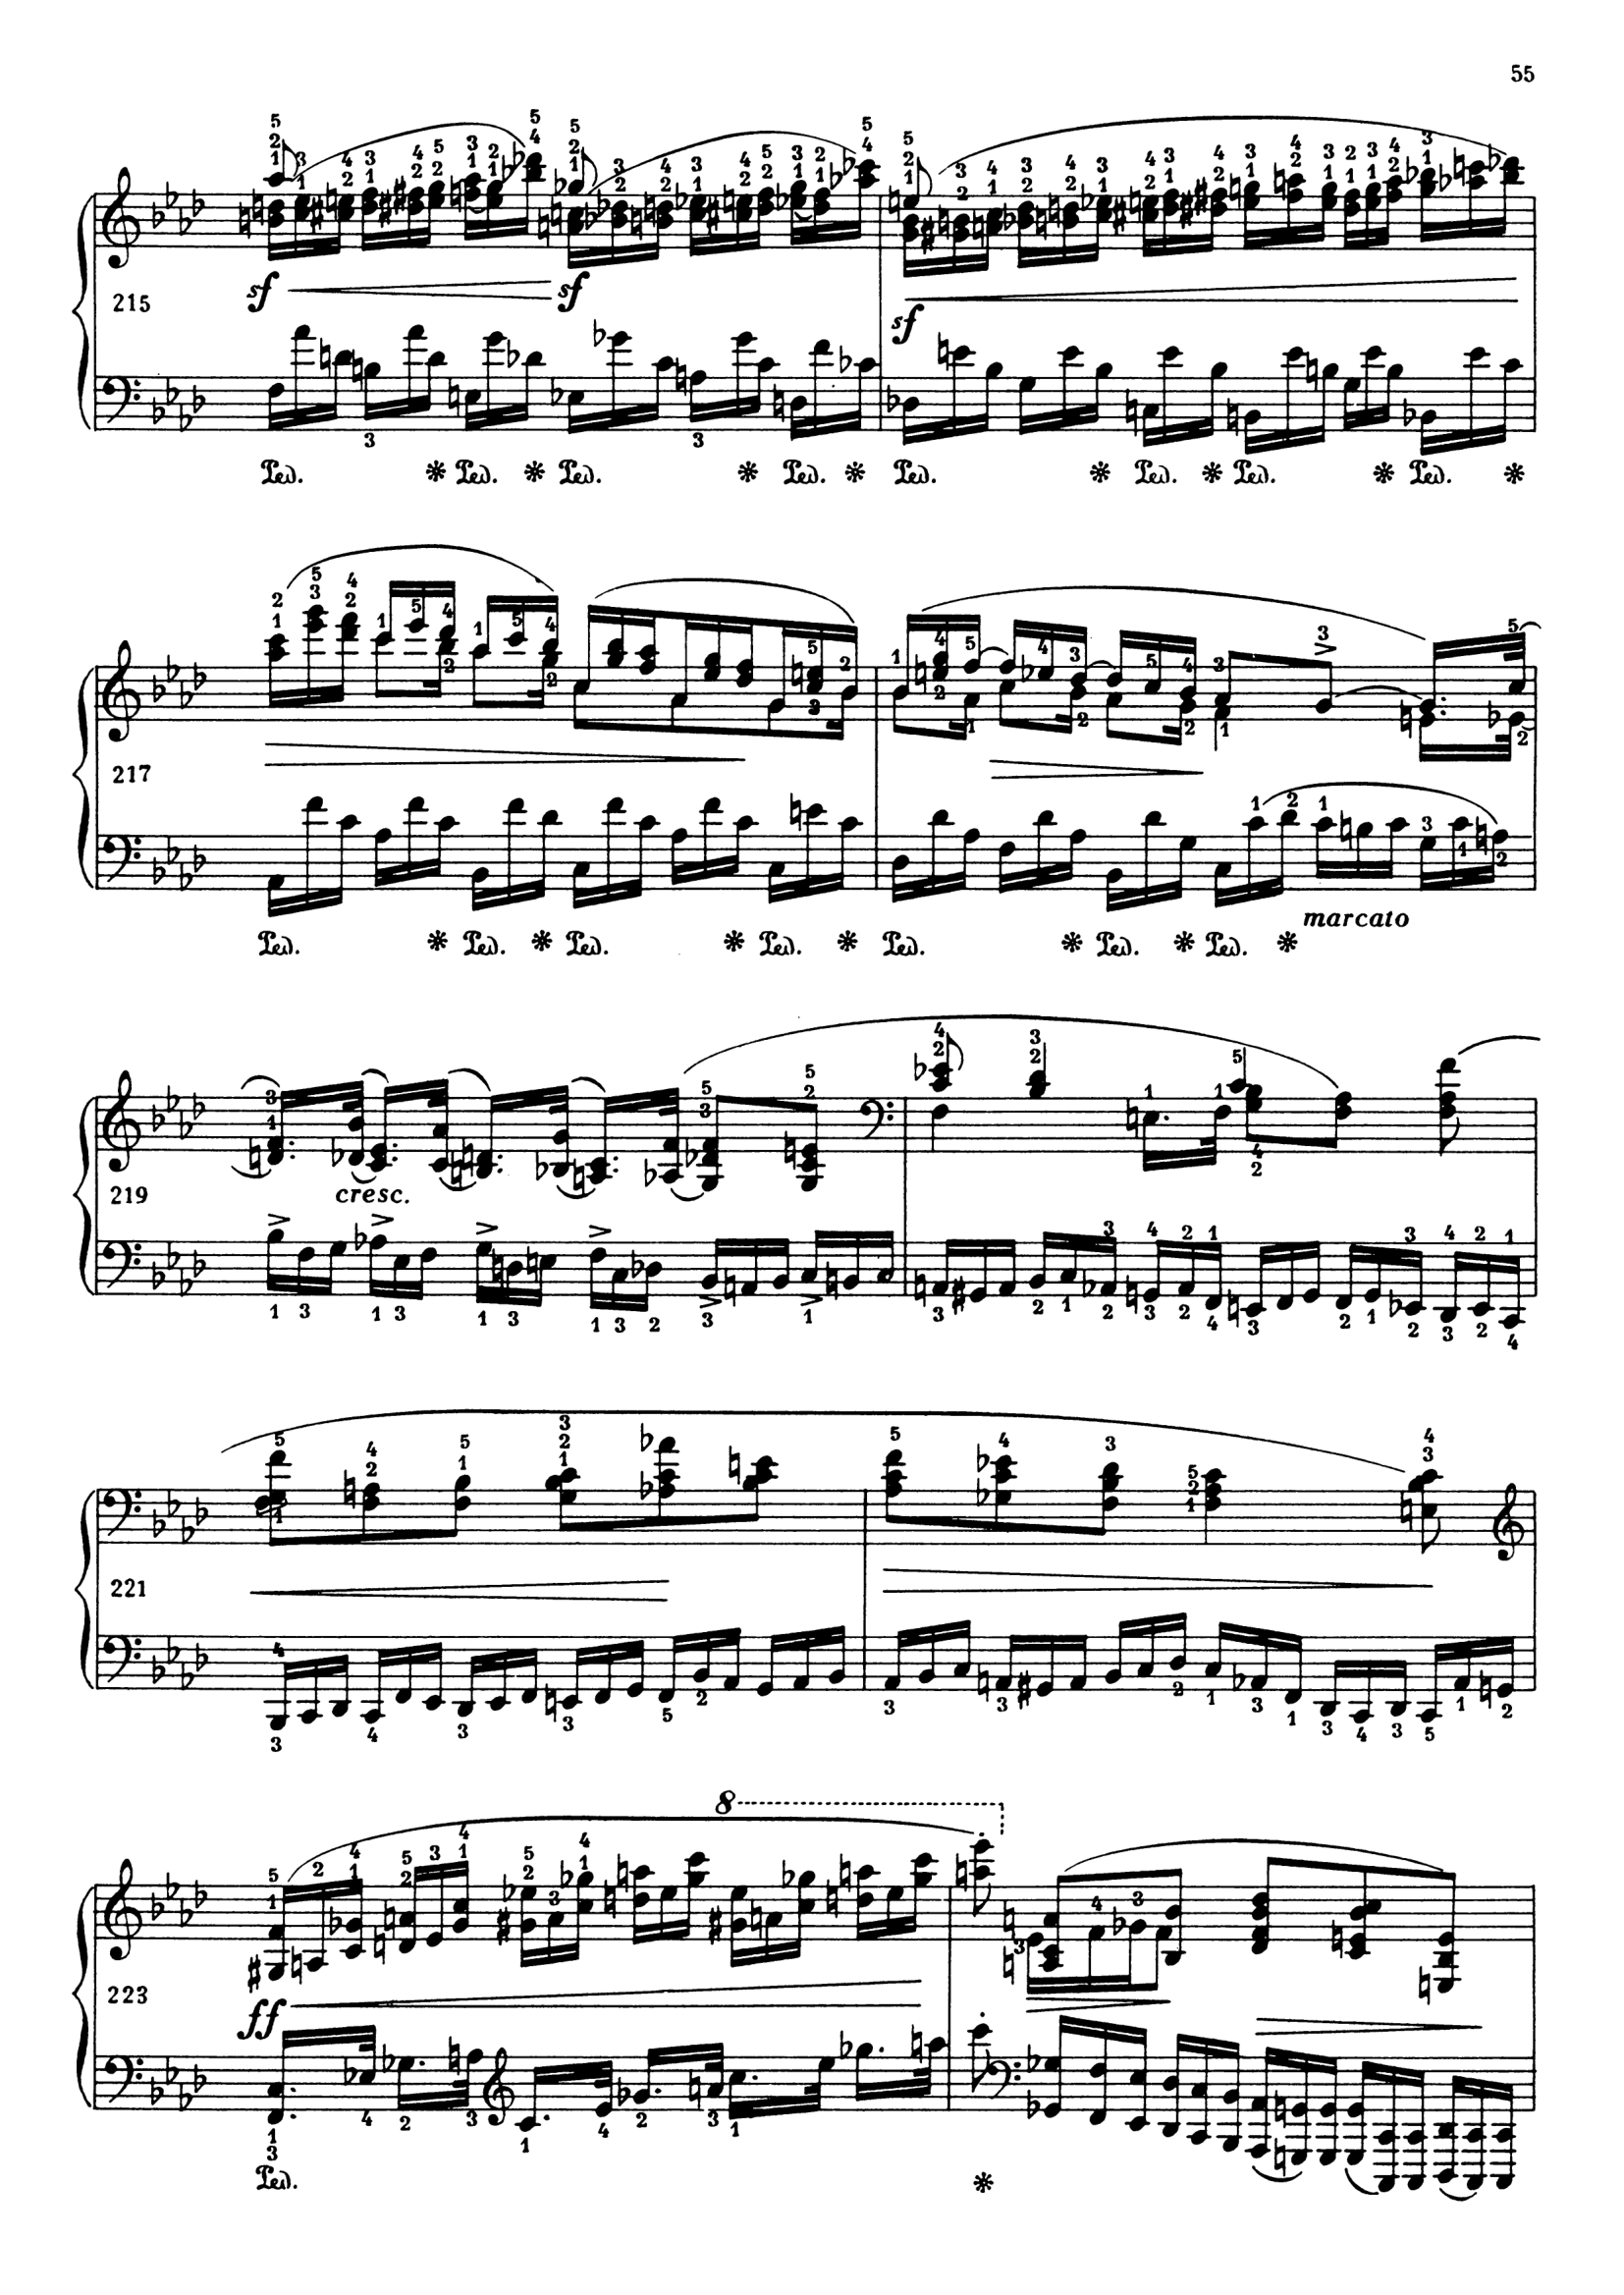 55
sf sf sf
215
Ped. * Ped. * Ped. * Ped. * Ped. * Ped. * Ped. * Ped. *
217
marcato
Ped. * Ped. * Ped. * Ped. * Ped. * Ped. * Ped. *
219
cresc.
221
8
223
ff
Ped. *